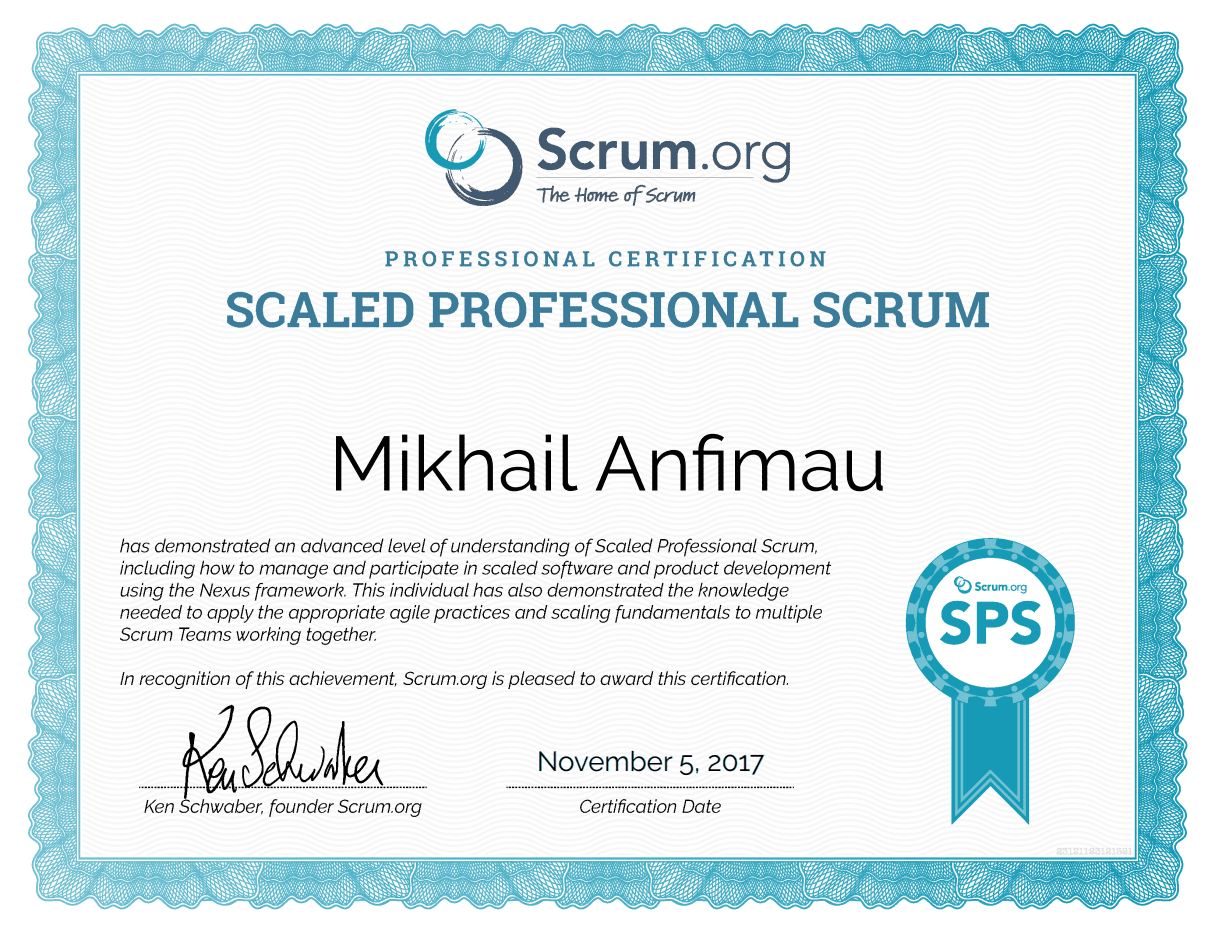 Scrum.org
The Home of Scrum
PROFESSIONAL CERTIFICATION
SCALED PROFESSIONAL SCRUM
Mikhail Anfimau
has demonstrated an advanced level of understanding of Scaled Professional Scrum,
including how to manage and participate in scaled software and product development
using the Nexus framework. This individual has also demonstrated the knowledge
needed to apply the appropriate agile practices and scaling fundamentals to multiple
Scrum Teams working together.
In recognition of this achievement, Scrum.org is pleased to award this certification.
Scrum.org
SPS
Ken Schwaber
November 5, 2017
Ken Schwaber, founder Scrum.org
Certification Date